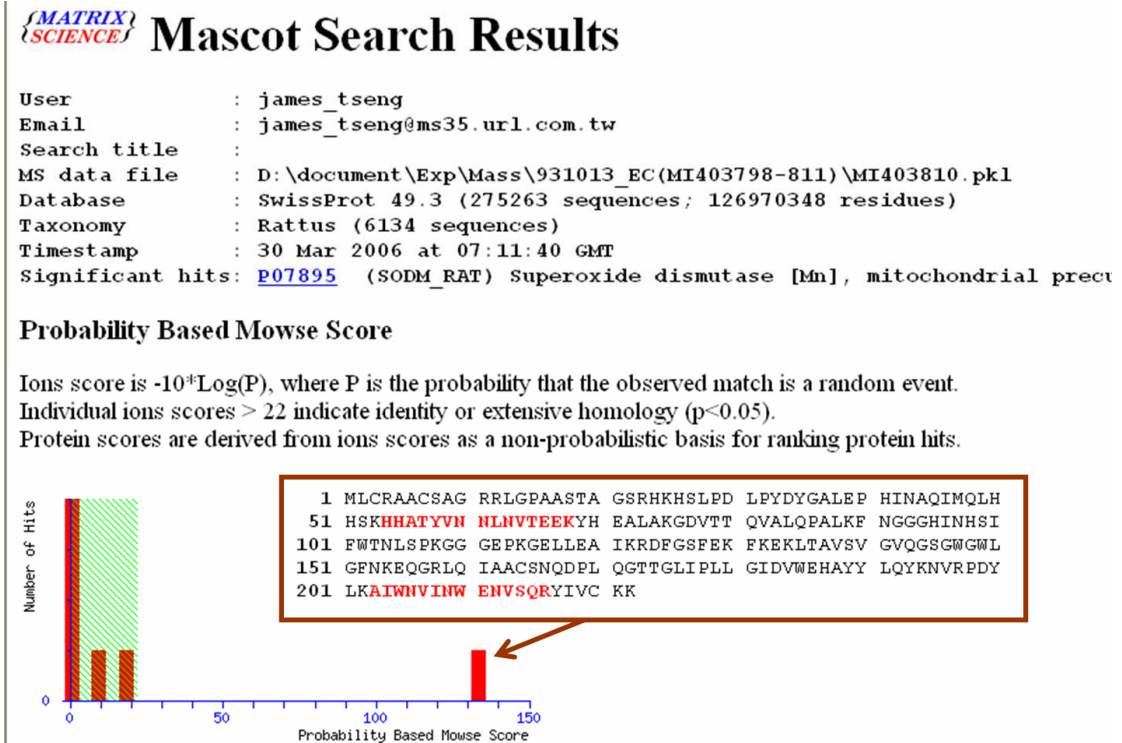 {MATRIX
SCIENCE} Mascot Search Results
User : james_tseng
Email : james_tseng@ms35.url.com.tw
Search title :
MS data file : D:\document\Exp\Mass\931013_EC(MI403798-811)\MI403810.pkl
Database : SwissProt 49.3 (275263 sequences; 126970348 residues)
Taxonomy : Rattus (6134 sequences)
Timestamp : 30 Mar 2006 at 07:11:40 GMT
Significant hits: P07895 (SODM_RAT) Superoxide dismutase [Mn], mitochondrial precu
Probability Based Mowse Score
Ions score is -10*Log(P), where P is the probability that the observed match is a random event.
Individual ions scores > 22 indicate identity or extensive homology (p<0.05).
Protein scores are derived from ions scores as a non-probabilistic basis for ranking protein hits.
1 MLCRAACSAG RRLGPAASTA GSRHKHSLPD LPYDYGALEP HINAQIMQLH
51 HSKHHATYVN NLNVTEEKYH EALAKGDVTT QVALQPALKF NGGGHINHSI
101 FWTNLSPKGG GEPKGELLEA IKRDFGSFEK FKEKLTAVSV GVQGSGWGWL
151 GFNKEQGRLQ IAACSNQDPL QGTTGLIPLL GIDVWEHAYY LQYKNVRPDY
201 LKAIWNVINW ENVSQRYIVC KK
Number of Hits
0
0 50 100 150
Probability Based Mowse Score